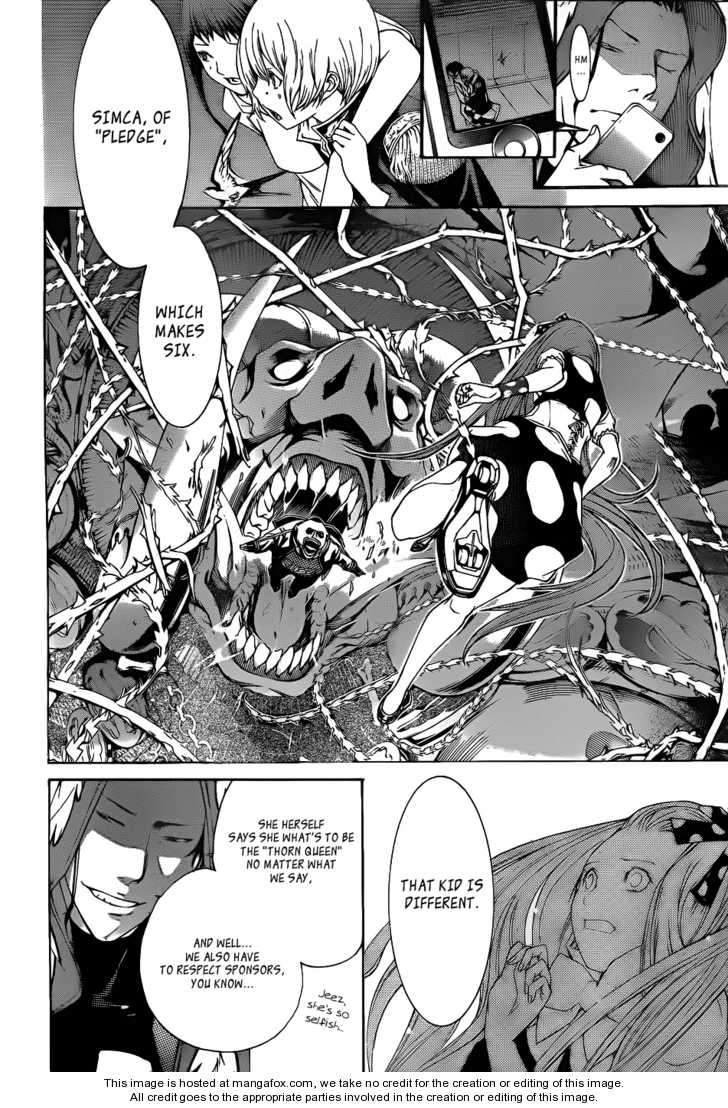 HM
...
SIMCA, OF
"PLEDGE",
WHICH
MAKES
SIX.
THAT KID IS
DIFFERENT.
SHE HERSELF
SAYS SHE WHAT'S TO BE
THE "THORN QUEEN"
NO MATTER WHAT
WE SAY,
AND WELL...
WE ALSO HAVE
TO RESPECT SPONSORS,
YOU KNOW...
Jeez,
she's so
selfish..
This image is hosted at mangafox.com, we take no credit for the creation or editing of this image.
All credit goes to the appropriate parties involved in the creation or editing of this image.